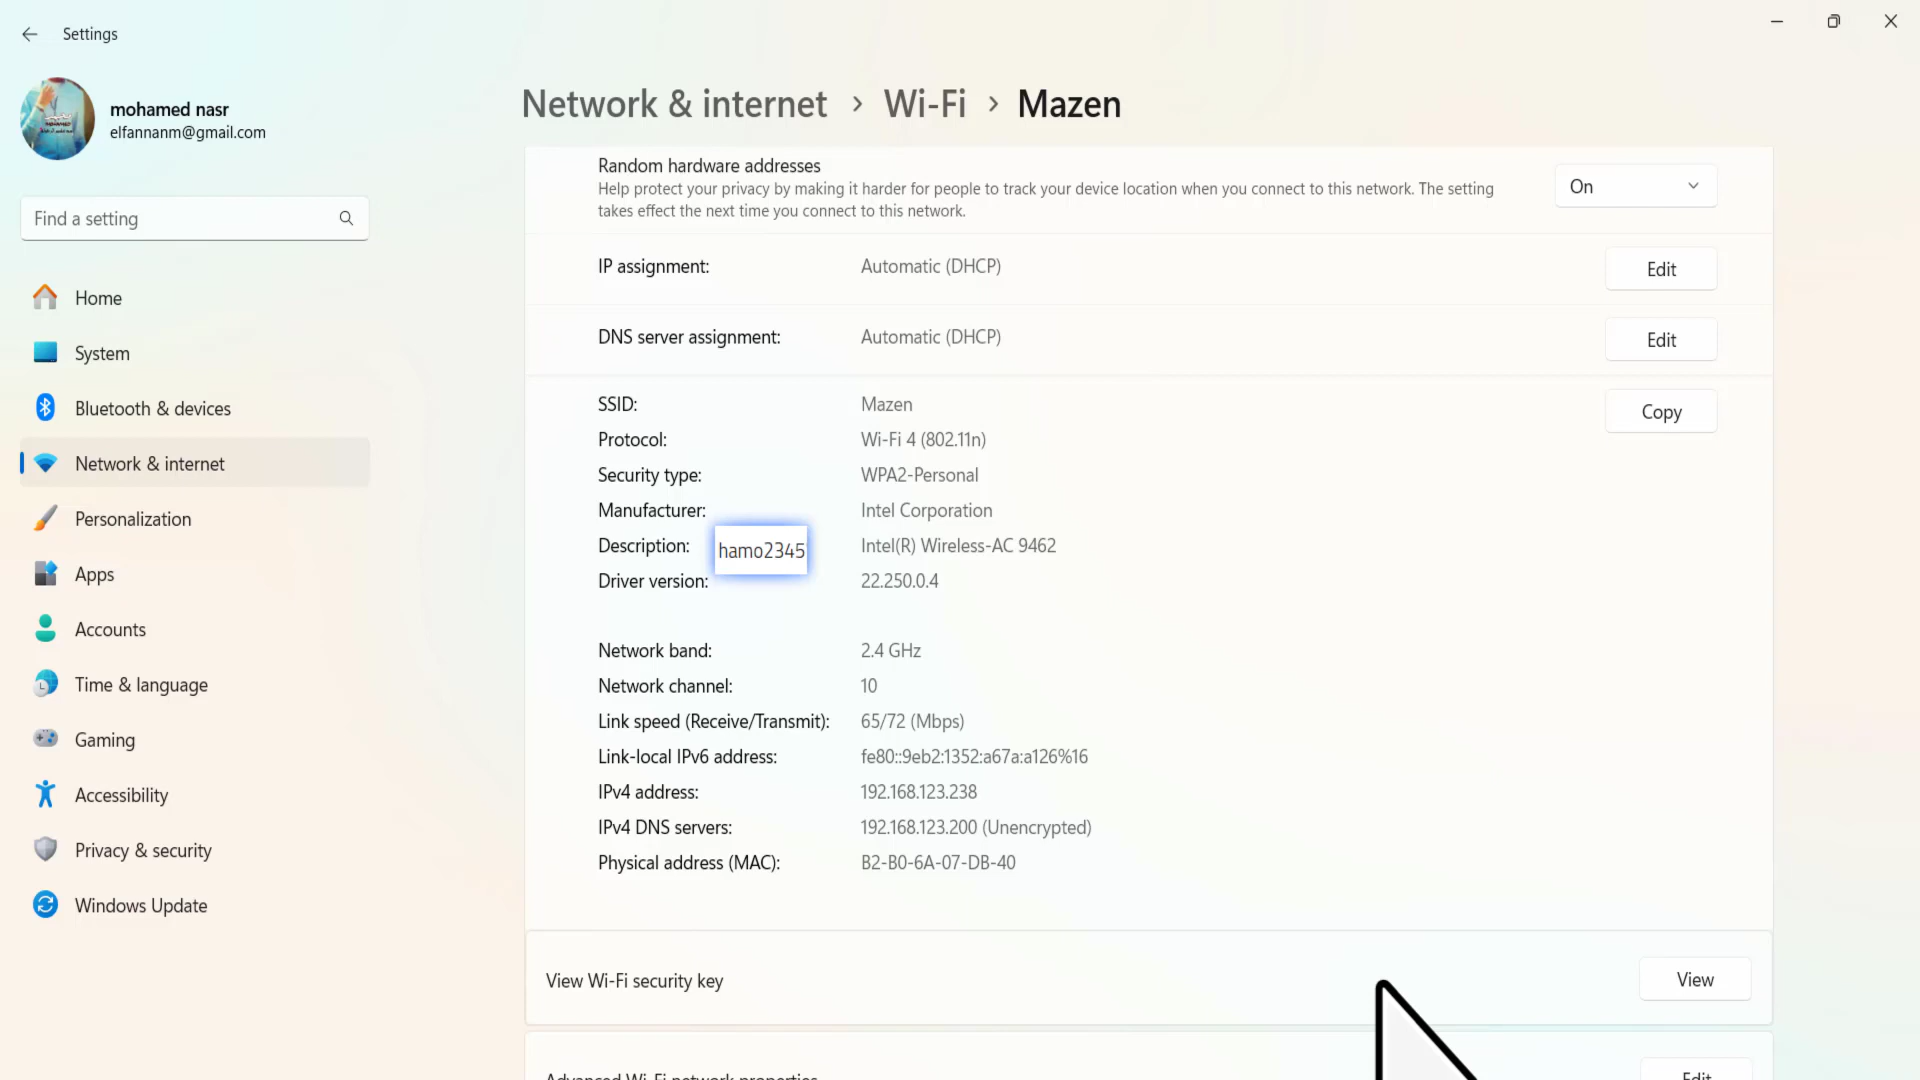 Settings
mohamed nasr
elfannanm@gmail.com
Find a setting
Home
System
Bluetooth & devices
Network & internet
Personalization
Apps
Accounts
Time & language
Gaming
Accessibility
Privacy & security
Windows Update
Network & internet > Wi-Fi > Mazen
Random hardware addresses
Help protect your privacy by making it harder for people to track your device location when you connect to this network. The setting
takes effect the next time you connect to this network.
On
IP assignment: Automatic (DHCP)
Edit
DNS server assignment: Automatic (DHCP)
Edit
SSID: Mazen
Copy
Protocol: Wi-Fi 4 (802.11n)
Security type: WPA2-Personal
Manufacturer: Intel Corporation
Description: Intel(R) Wireless-AC 9462
hamo2345
Driver version: 22.250.0.4
Network band: 2.4 GHz
Network channel: 10
Link speed (Receive/Transmit): 65/72 (Mbps)
Link-local IPv6 address: fe80::9eb2:1352:a67a:a126%16
IPv4 address: 192.168.123.238
IPv4 DNS servers: 192.168.123.200 (Unencrypted)
Physical address (MAC): B2-B0-6A-07-DB-40
View Wi-Fi security key
View
Advanced Wi-Fi network properties
Edit